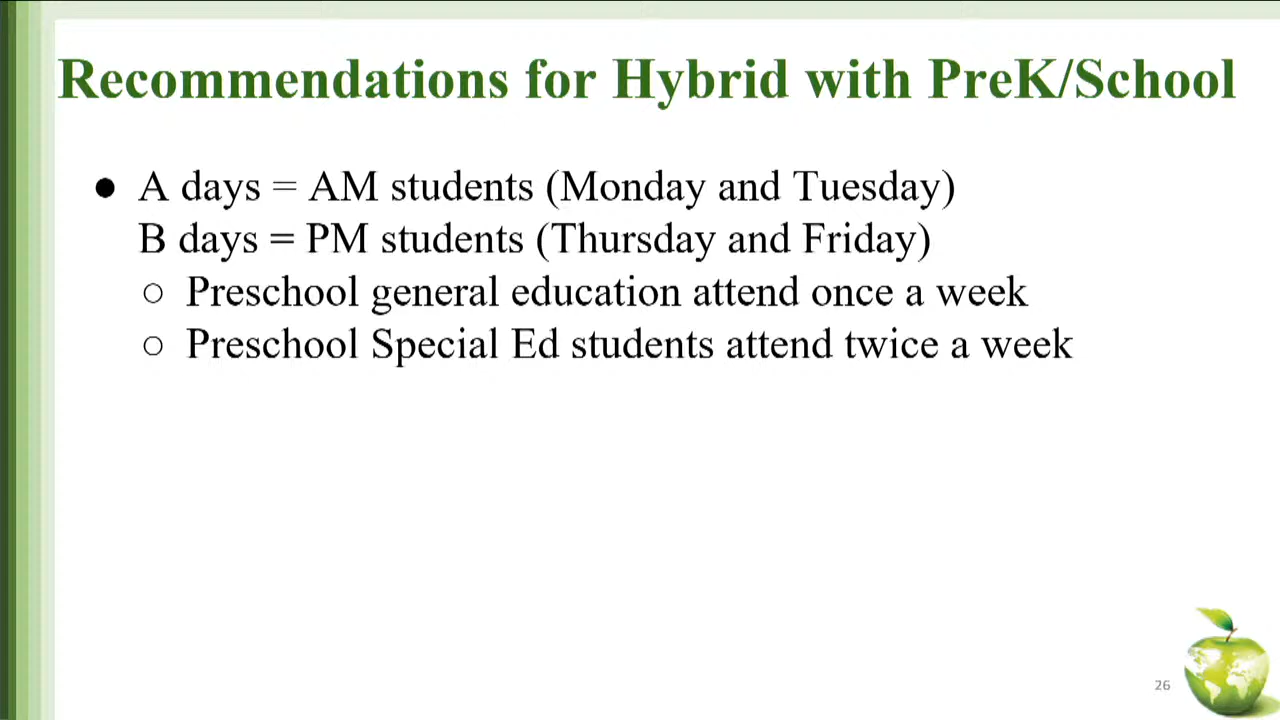 Recommendations for Hybrid with PreK/School
● A days = AM students (Monday and Tuesday)
B days = PM students (Thursday and Friday)
○ Preschool general education attend once a week
○ Preschool Special Ed students attend twice a week
26